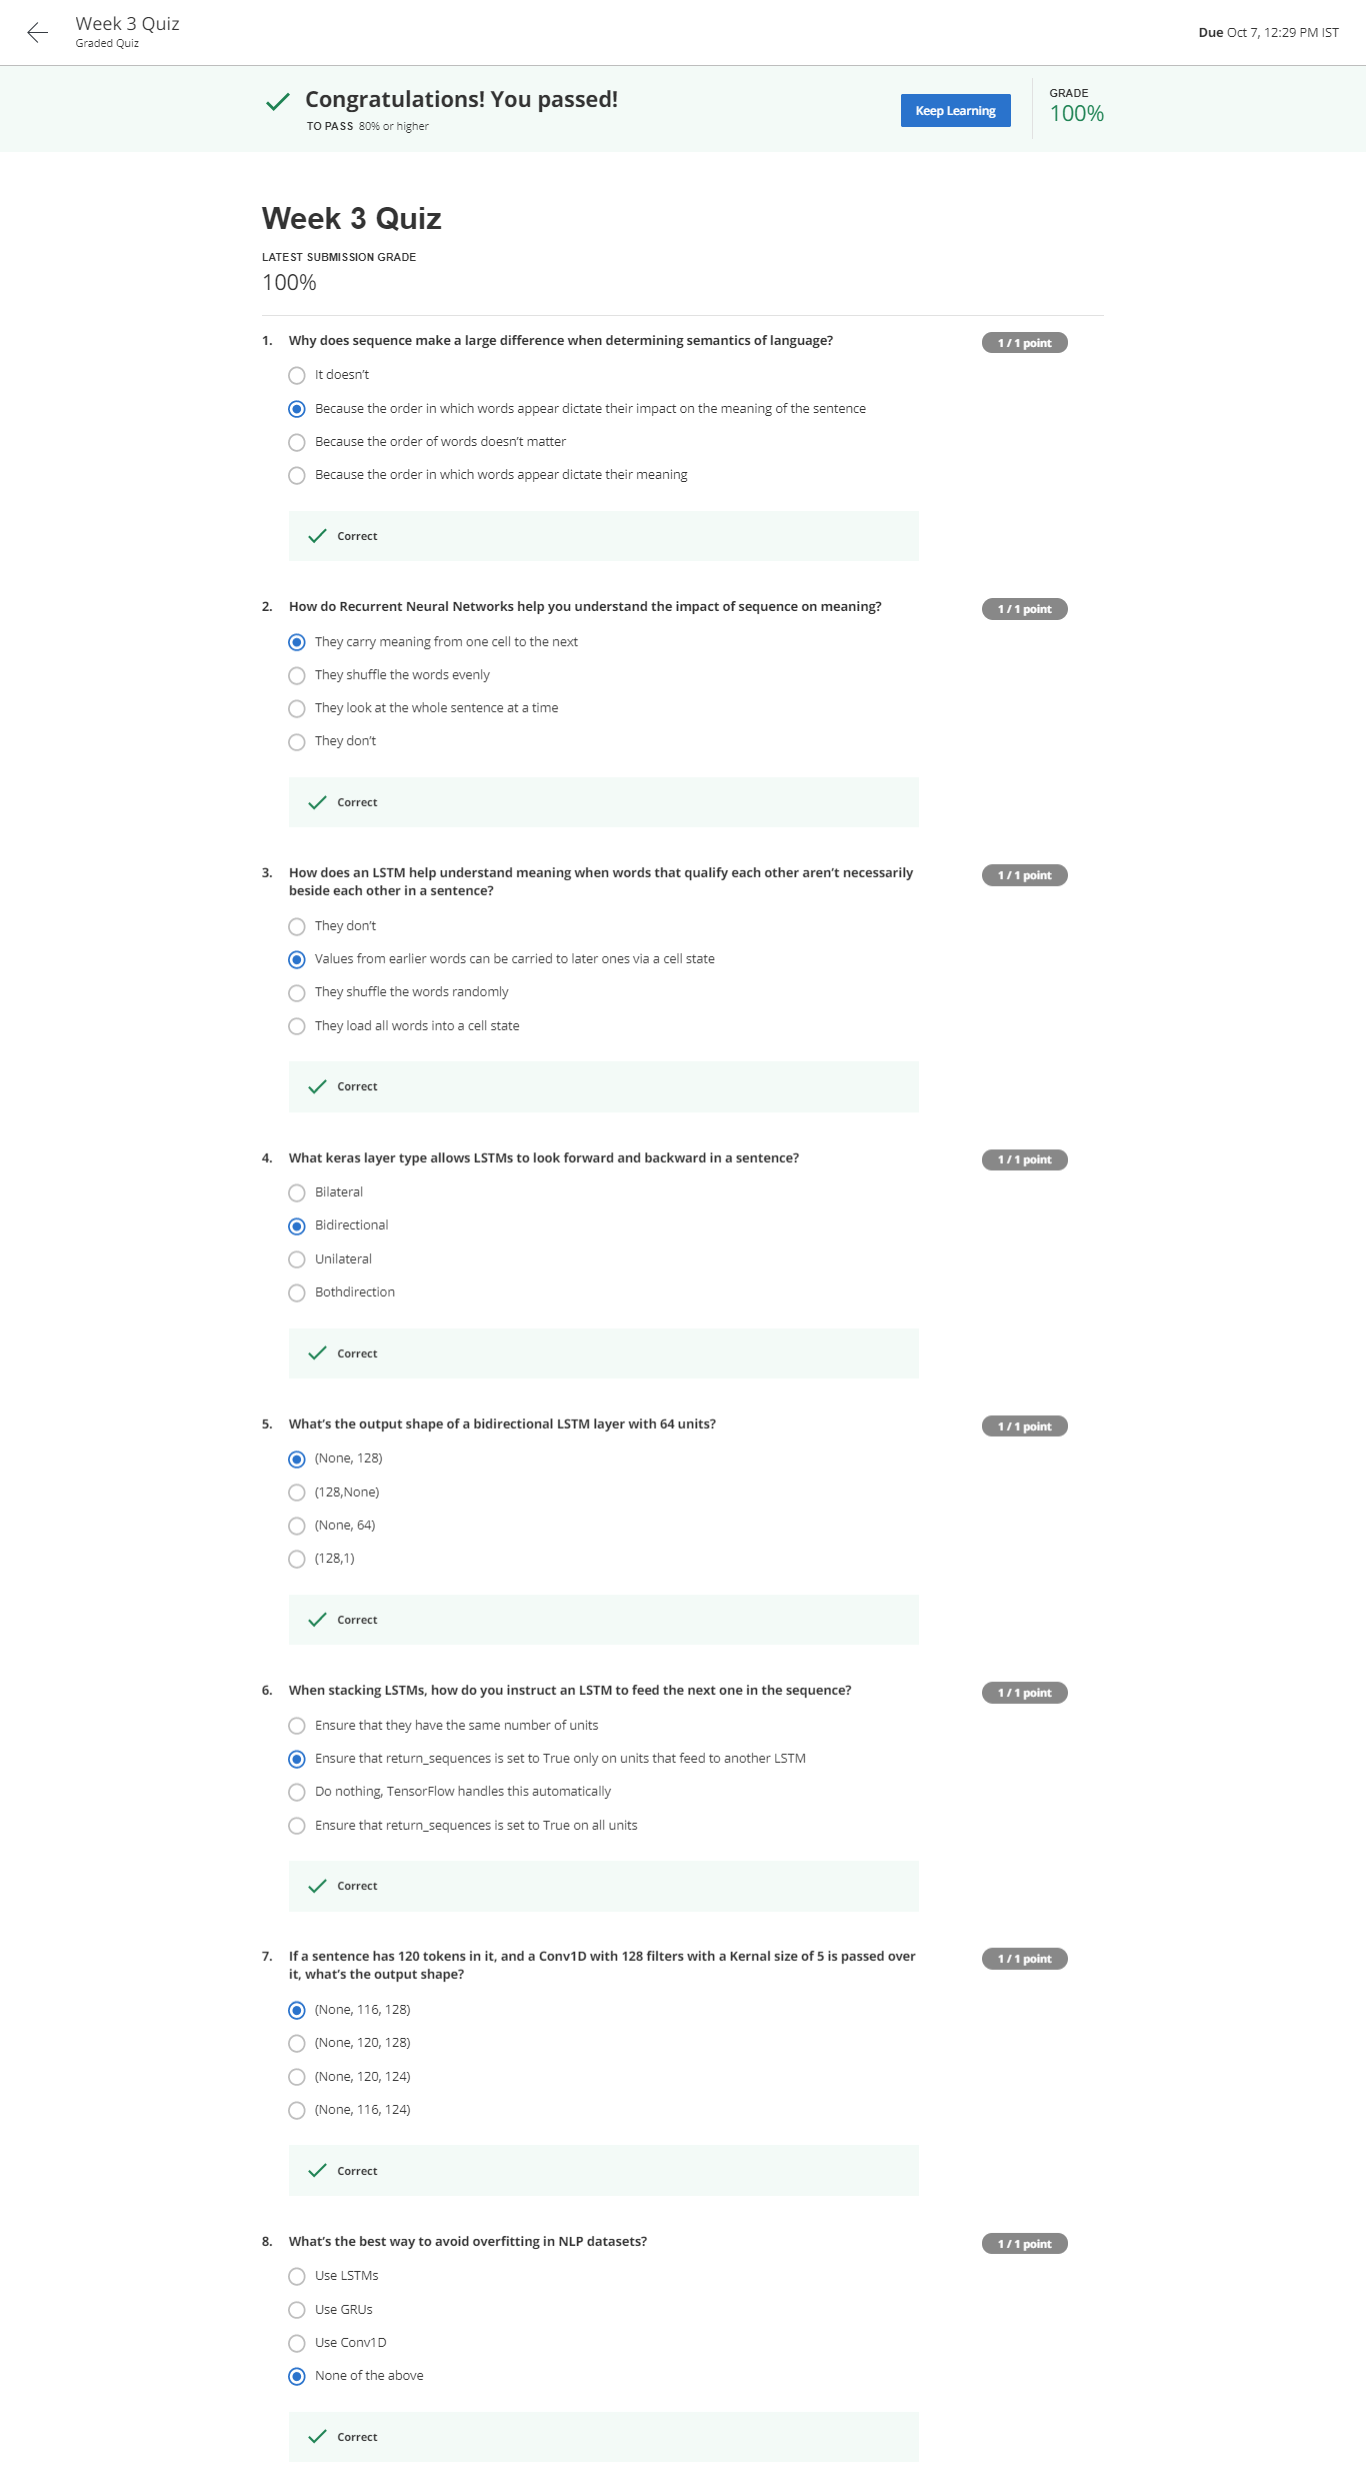 Week 3 Quiz
Graded Quiz
Due Oct 7, 12:29 PM IST
Congratulations! You passed!
TO PASS 80% or higher
Keep Learning
GRADE
100%
Week 3 Quiz
LATEST SUBMISSION GRADE
100%
1. Why does sequence make a large difference when determining semantics of language?
1 / 1 point
It doesn't
Because the order in which words appear dictate their impact on the meaning of the sentence
Because the order of words doesn't matter
Because the order in which words appear dictate their meaning
Correct
2. How do Recurrent Neural Networks help you understand the impact of sequence on meaning?
1 / 1 point
They carry meaning from one cell to the next
They shuffle the words evenly
They look at the whole sentence at a time
They don't
Correct
3. How does an LSTM help understand meaning when words that qualify each other aren't necessarily
beside each other in a sentence?
1 / 1 point
They don't
Values from earlier words can be carried to later ones via a cell state
They shuffle the words randomly
They load all words into a cell state
Correct
4. What keras layer type allows LSTMs to look forward and backward in a sentence?
1 / 1 point
Bilateral
Bidirectional
Unilateral
Bothdirection
Correct
5. What's the output shape of a bidirectional LSTM layer with 64 units?
1 / 1 point
(None, 128)
(128,None)
(None, 64)
(128,1)
Correct
6. When stacking LSTMs, how do you instruct an LSTM to feed the next one in the sequence?
1 / 1 point
Ensure that they have the same number of units
Ensure that return_sequences is set to True only on units that feed to another LSTM
Do nothing, TensorFlow handles this automatically
Ensure that return_sequences is set to True on all units
Correct
7. If a sentence has 120 tokens in it, and a Conv1D with 128 filters with a Kernal size of 5 is passed over
it, what's the output shape?
1 / 1 point
(None, 116, 128)
(None, 120, 128)
(None, 120, 124)
(None, 116, 124)
Correct
8. What's the best way to avoid overfitting in NLP datasets?
1 / 1 point
Use LSTMs
Use GRUs
Use Conv1D
None of the above
Correct